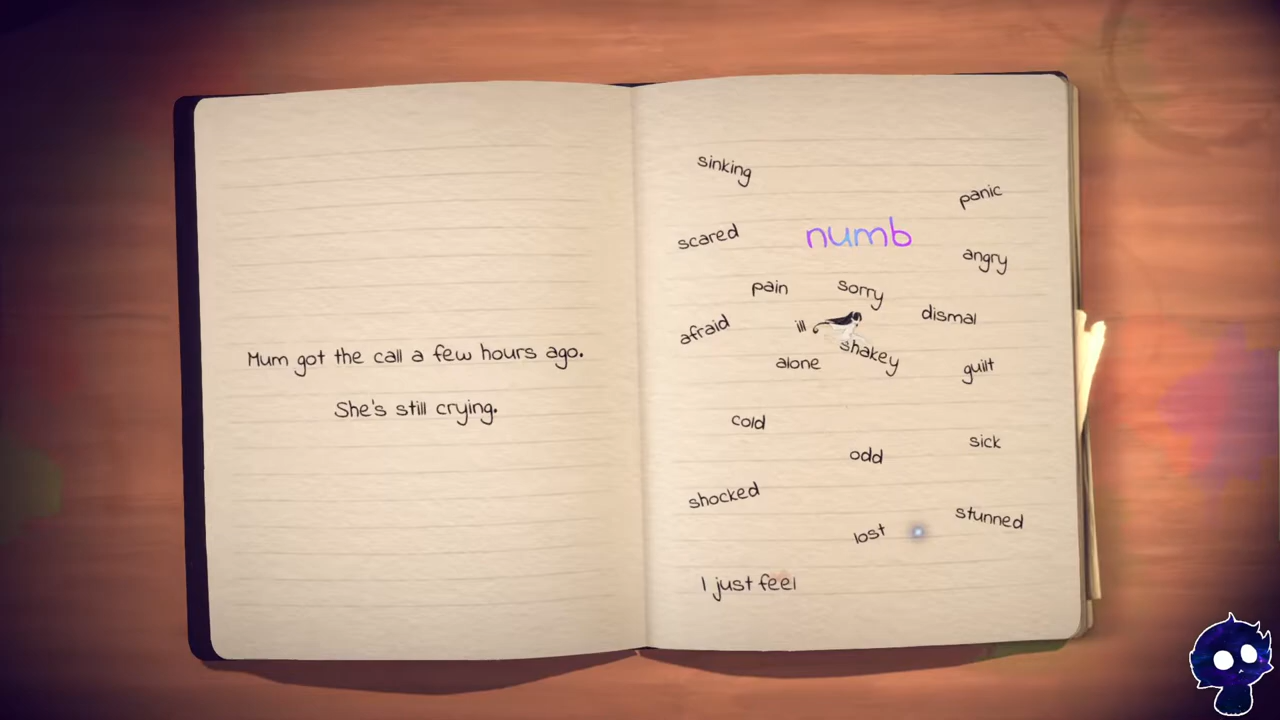 Mum got the call a few hours ago.
She's still crying.
sinking
panic
scared
numb
angry
pain
sorry
dismal
afraid
ill
shakey
alone
guilt
cold
odd
sick
shocked
lost
stunned
I just feel